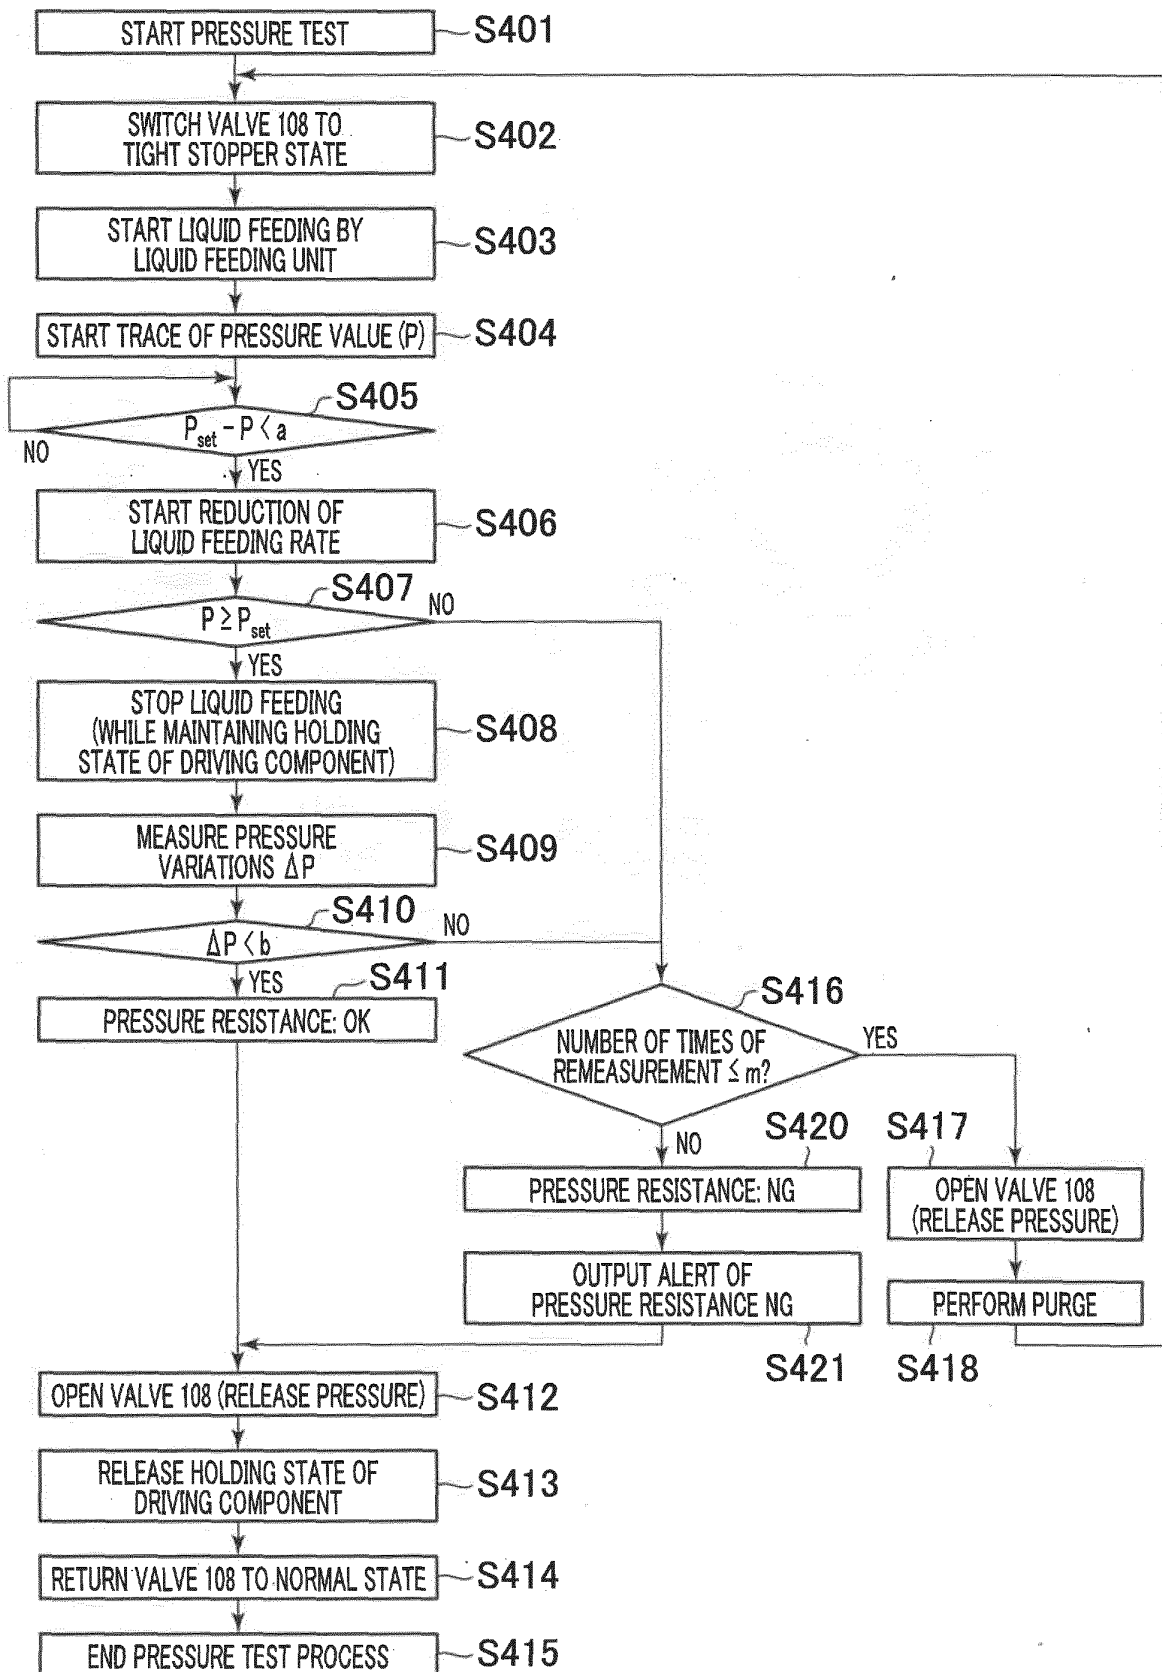 START PRESSURE TEST
S401
SWITCH VALVE 108 TO
TIGHT STOPPER STATE
S402
START LIQUID FEEDING BY
LIQUID FEEDING UNIT
S403
START TRACE OF PRESSURE VALUE (P)
S404
S405
Pset – P < a
NO
YES
START REDUCTION OF
LIQUID FEEDING RATE
S406
S407
P ≥ Pset
NO
YES
STOP LIQUID FEEDING
(WHILE MAINTAINING HOLDING
STATE OF DRIVING COMPONENT)
S408
MEASURE PRESSURE
VARIATIONS ΔP
S409
S410
ΔP < b
NO
YES
S411
PRESSURE RESISTANCE: OK
S416
NUMBER OF TIMES OF
REMEASUREMENT ≤ m?
YES
NO
S420
PRESSURE RESISTANCE: NG
S417
OPEN VALVE 108
(RELEASE PRESSURE)
OUTPUT ALERT OF
PRESSURE RESISTANCE NG
S421
PERFORM PURGE
S418
OPEN VALVE 108 (RELEASE PRESSURE)
S412
RELEASE HOLDING STATE OF
DRIVING COMPONENT
S413
RETURN VALVE 108 TO NORMAL STATE
S414
END PRESSURE TEST PROCESS
S415